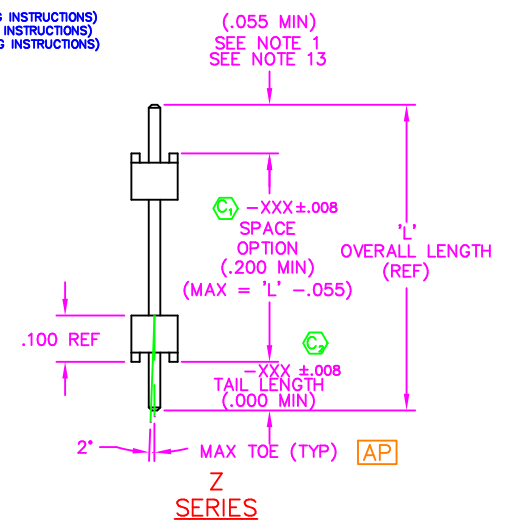 G INSTRUCTIONS)
INSTRUCTIONS)
G INSTRUCTIONS)
(.055 MIN)
SEE NOTE 1
SEE NOTE 13
C1 -XXX ±.008
SPACE
OPTION
(.200 MIN)
(MAX = 'L' -.055)
'L'
OVERALL LENGTH
(REF)
.100 REF
C2
-XXX ±.008
TAIL LENGTH
(.000 MIN)
2° MAX TOE (TYP) AP
Z
SERIES